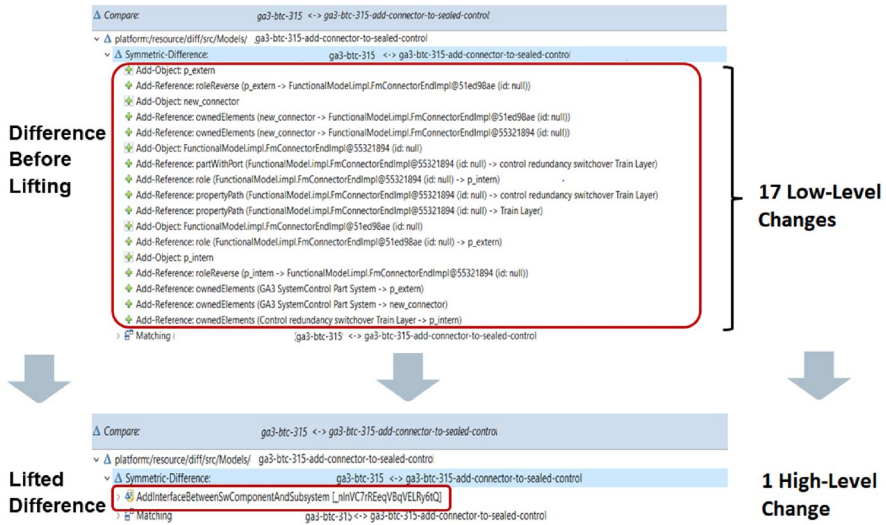 Compare: ga3-btc-315 <-> ga3-btc-315-add-connector-to-sealed-control
platform:/resource/diff/src/Models/ ga3-btc-315-add-connector-to-sealed-control
Symmetric-Difference: ga3-btc-315 <-> ga3-btc-315-add-connector-to-sealed-control
Add-Object: p_extern
Add-Reference: roleReverse (p_extern -> FunctionalModel.impl.FmConnectorEndImpl@51ed98ae (id: null))
Add-Object: new_connector
Add-Reference: ownedElements (new_connector -> FunctionalModel.impl.FmConnectorEndImpl@51ed98ae (id: null))
Add-Reference: ownedElements (new_connector -> FunctionalModel.impl.FmConnectorEndImpl@55321894 (id: null))
Add-Object: FunctionalModel.impl.FmConnectorEndImpl@55321894 (id: null)
Add-Reference: partWithPort (FunctionalModel.impl.FmConnectorEndImpl@55321894 (id: null) -> control redundancy switchover Train Layer)
Add-Reference: role (FunctionalModel.impl.FmConnectorEndImpl@55321894 (id: null) -> p_intern)
Add-Reference: propertyPath (FunctionalModel.impl.FmConnectorEndImpl@55321894 (id: null) -> control redundancy switchover Train Layer)
Add-Reference: propertyPath (FunctionalModel.impl.FmConnectorEndImpl@55321894 (id: null) -> Train Layer)
Add-Object: FunctionalModel.impl.FmConnectorEndImpl@51ed98ae (id: null)
Add-Reference: role (FunctionalModel.impl.FmConnectorEndImpl@51ed98ae (id: null) -> p_extern)
Add-Object: p_intern
Add-Reference: roleReverse (p_intern -> FunctionalModel.impl.FmConnectorEndImpl@55321894 (id: null))
Add-Reference: ownedElements (GA3 SystemControl Part System -> p_extern)
Add-Reference: ownedElements (GA3 SystemControl Part System -> new_connector)
Add-Reference: ownedElements (Control redundancy switchover Train Layer -> p_intern)
Matching ga3-btc-315 <-> ga3-btc-315-add-connector-to-sealed-control
Difference
Before
Lifting
17 Low-Level
Changes
Compare: ga3-btc-315 <-> ga3-btc-315-add-connector-to-sealed-control
platform:/resource/diff/src/Models/ ga3-btc-315-add-connector-to-sealed-control
Symmetric-Difference: ga3-btc-315 <-> ga3-btc-315-add-connector-to-sealed-control
AddInterfaceBetweenSwComponentAndSubsystem [_nInVC7rREeqVBqVELRy6tQ]
Matching ga3-btc-315 <-> ga3-btc-315-add-connector-to-sealed-control
Lifted
Difference
1 High-Level
Change